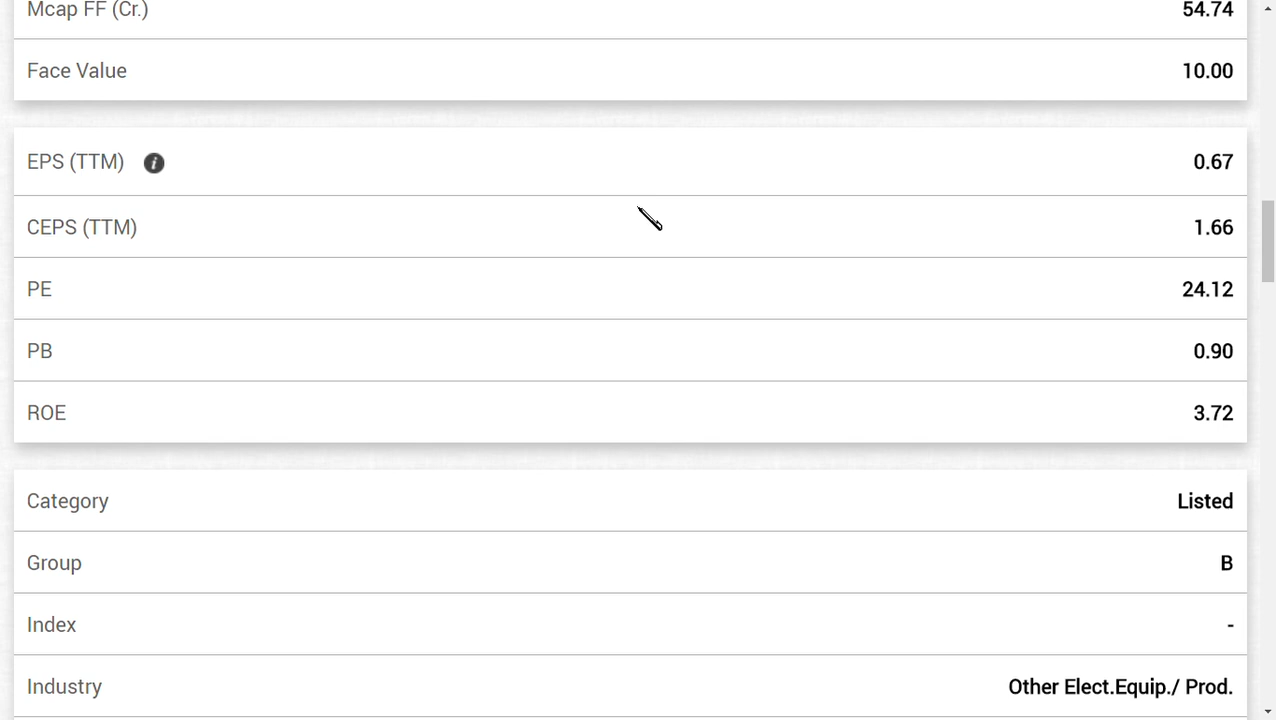 Mcap FF (Cr.) 54.74
Face Value 10.00
EPS (TTM) i 0.67
CEPS (TTM) 1.66
PE 24.12
PB 0.90
ROE 3.72
Category Listed
Group B
Index -
Industry Other Elect.Equip./ Prod.